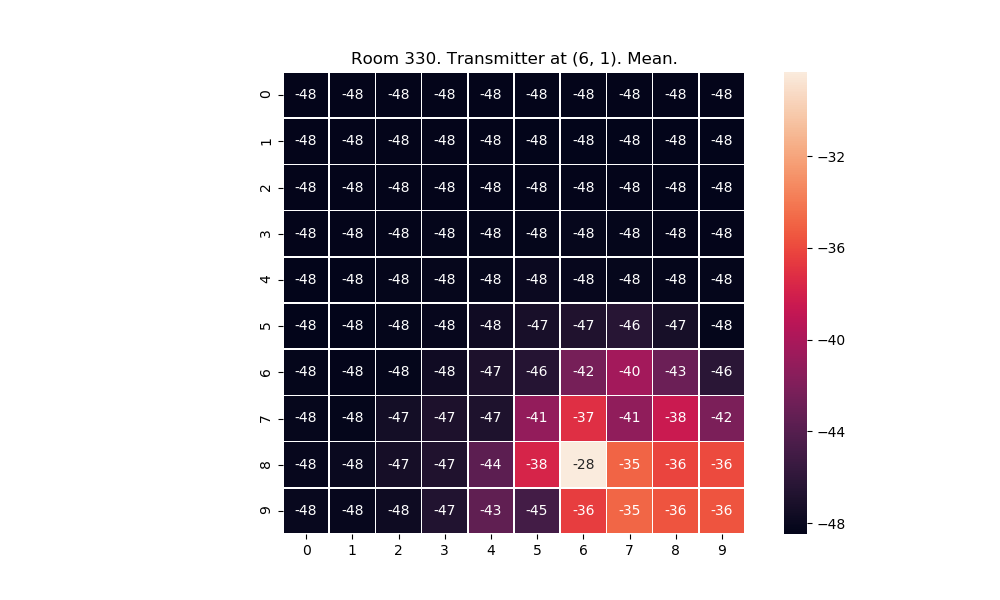 Room 330. Transmitter at (6, 1). Mean.
0 -48 -48 -48 -48 -48 -48 -48 -48 -48 -48
1 -48 -48 -48 -48 -48 -48 -48 -48 -48 -48
2 -48 -48 -48 -48 -48 -48 -48 -48 -48 -48
3 -48 -48 -48 -48 -48 -48 -48 -48 -48 -48
4 -48 -48 -48 -48 -48 -48 -48 -48 -48 -48
5 -48 -48 -48 -48 -48 -47 -47 -46 -47 -48
6 -48 -48 -48 -48 -47 -46 -42 -40 -43 -46
7 -48 -48 -47 -47 -47 -41 -37 -41 -38 -42
8 -48 -48 -47 -47 -44 -38 -28 -35 -36 -36
9 -48 -48 -48 -47 -43 -45 -36 -35 -36 -36
0 1 2 3 4 5 6 7 8 9
−32
−36
−40
−44
−48